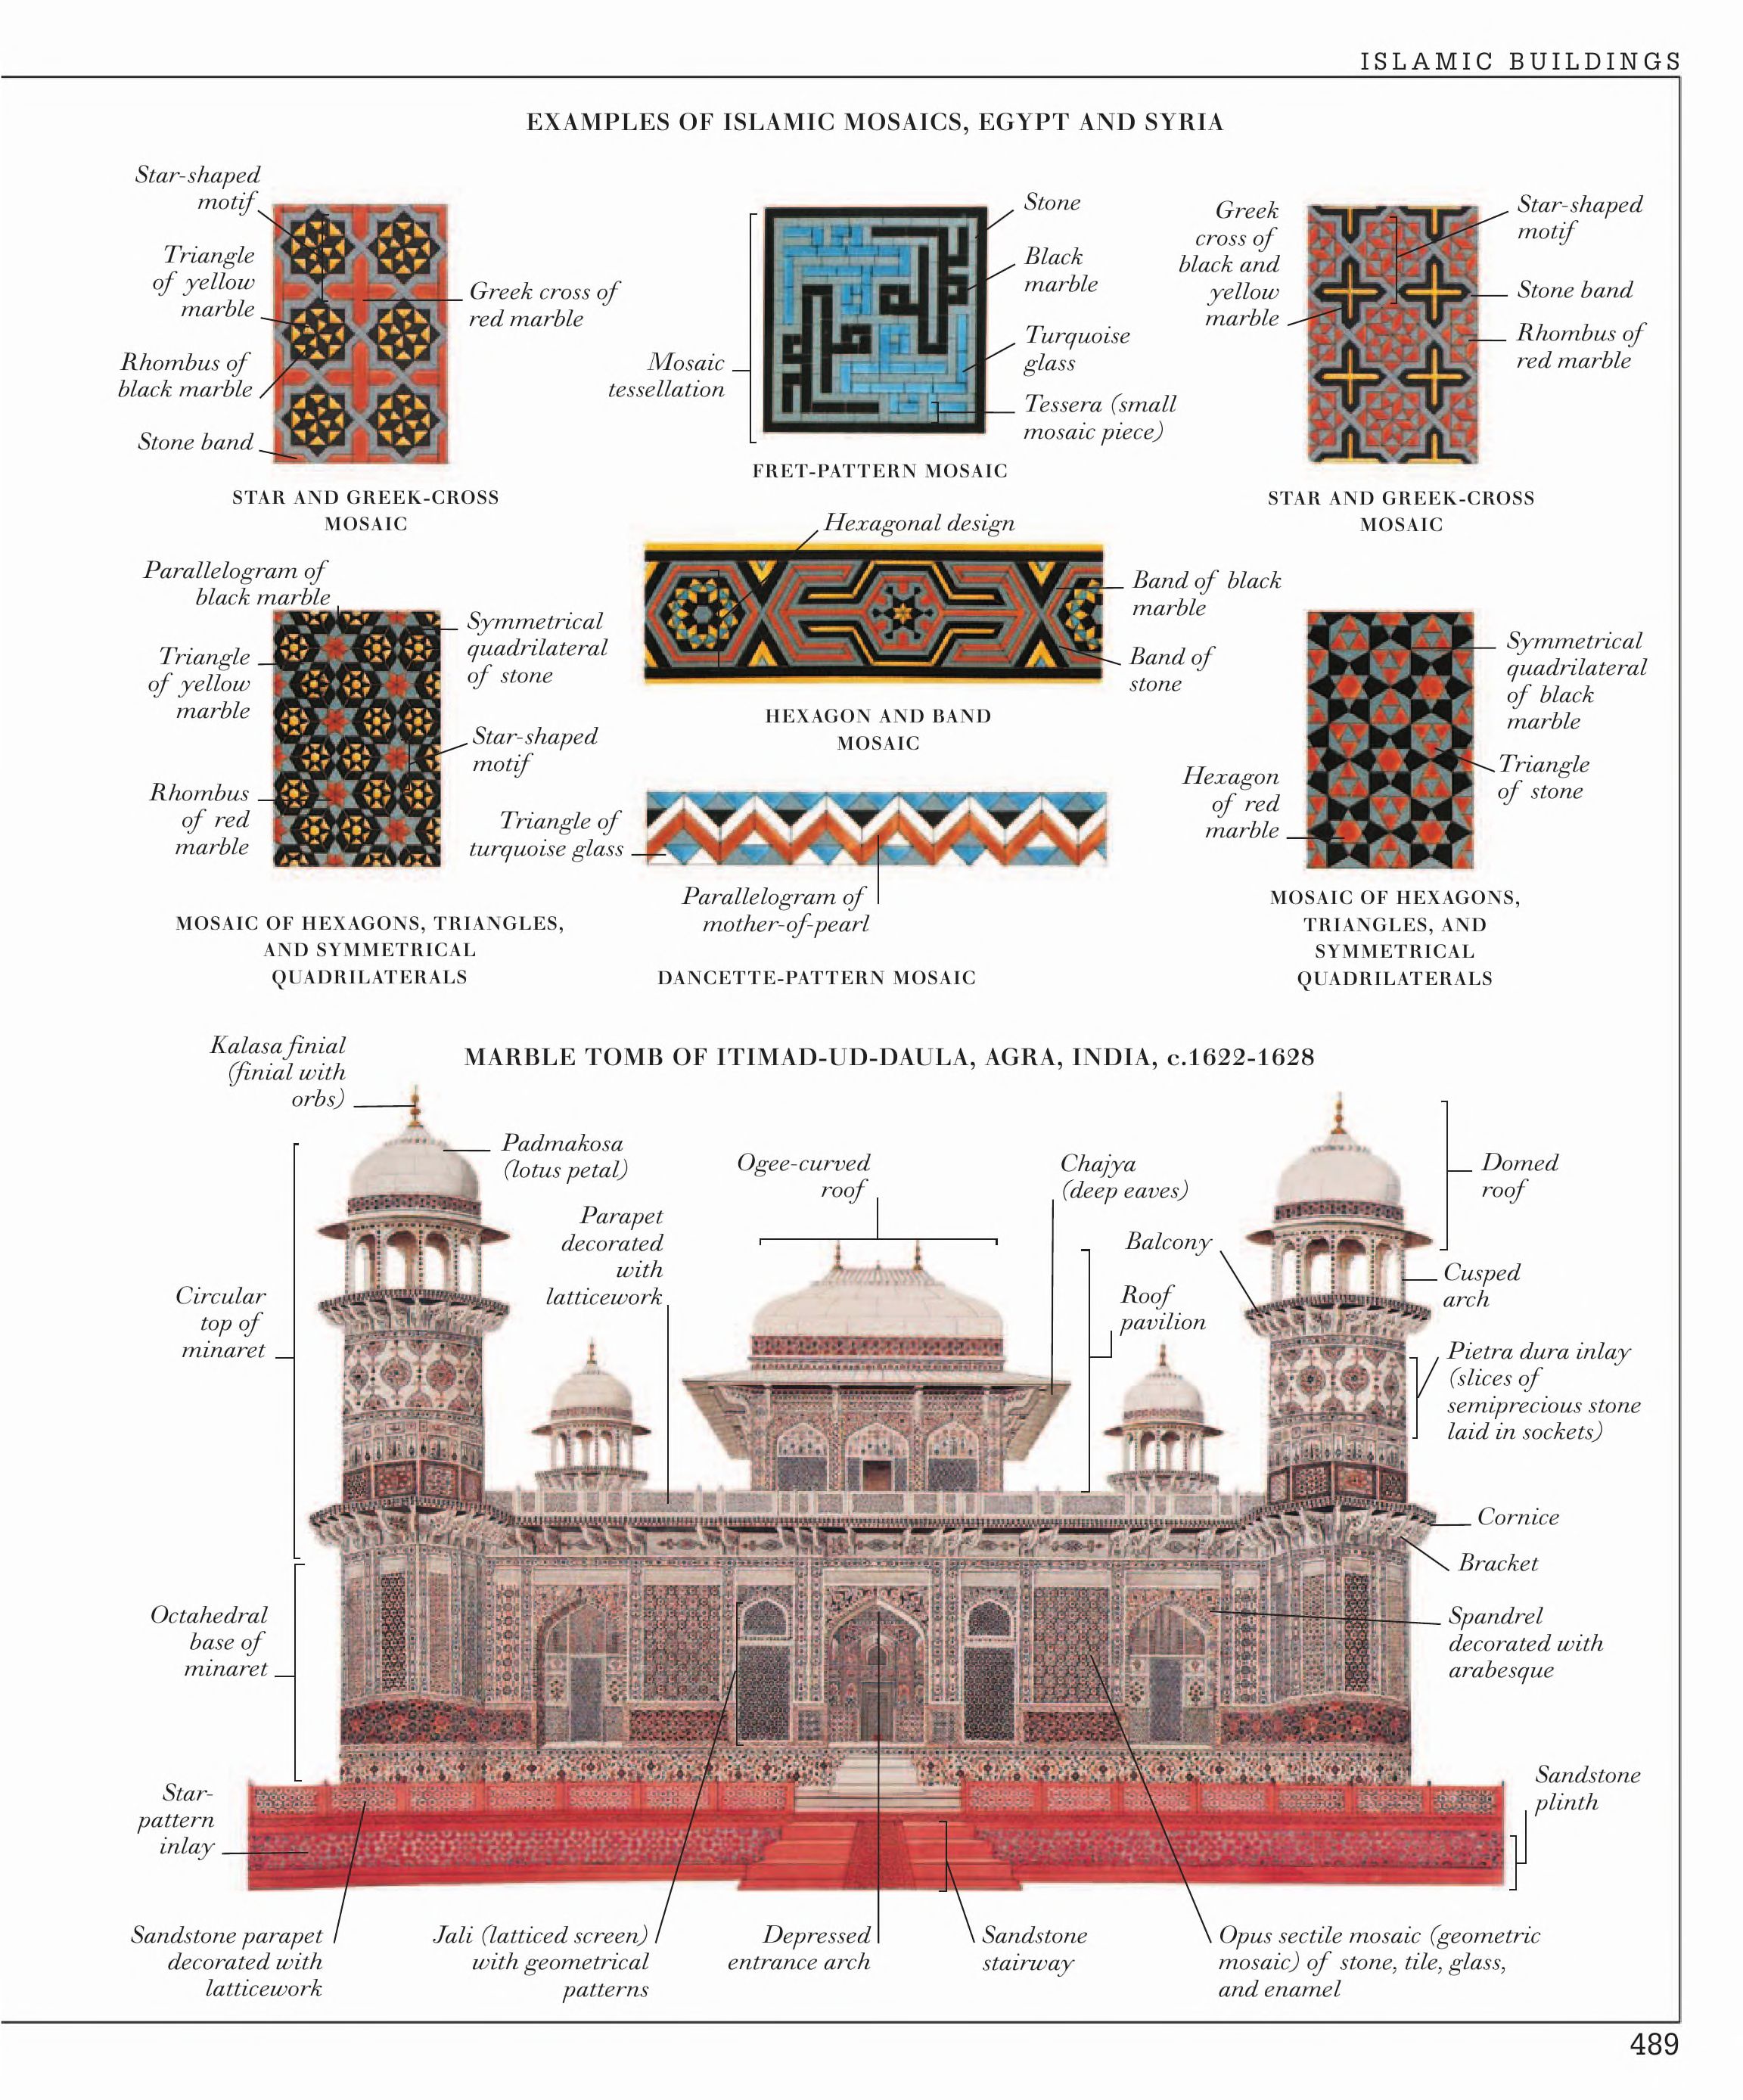 ISLAMIC BUILDINGS
EXAMPLES OF ISLAMIC MOSAICS, EGYPT AND SYRIA
Star-shaped
motif
Triangle
of yellow
marble
Rhombus of
black marble
Stone band
Greek cross of
red marble
STAR AND GREEK-CROSS
MOSAIC
Mosaic
tessellation
Stone
Black
marble
Turquoise
glass
Tessera (small
mosaic piece)
FRET-PATTERN MOSAIC
Greek
cross of
black and
yellow
marble
Star-shaped
motif
Stone band
Rhombus of
red marble
STAR AND GREEK-CROSS
MOSAIC
Parallelogram of
black marble
Triangle
of yellow
marble
Rhombus
of red
marble
Symmetrical
quadrilateral
of stone
Star-shaped
motif
MOSAIC OF HEXAGONS, TRIANGLES,
AND SYMMETRICAL
QUADRILATERALS
Hexagonal design
Band of black
marble
Band of
stone
HEXAGON AND BAND
MOSAIC
Triangle of
turquoise glass
Parallelogram of
mother-of-pearl
DANCETTE-PATTERN MOSAIC
Symmetrical
quadrilateral
of black
marble
Triangle
of stone
Hexagon
of red
marble
MOSAIC OF HEXAGONS,
TRIANGLES, AND
SYMMETRICAL
QUADRILATERALS
MARBLE TOMB OF ITIMAD-UD-DAULA, AGRA, INDIA, c.1622-1628
Kalasa finial
(finial with
orbs)
Padmakosa
(lotus petal)
Parapet
decorated
with
latticework
Ogee-curved
roof
Chajya
(deep eaves)
Balcony
Roof
pavilion
Domed
roof
Cusped
arch
Pietra dura inlay
(slices of
semiprecious stone
laid in sockets)
Circular
top of
minaret
Cornice
Bracket
Octahedral
base of
minaret
Spandrel
decorated with
arabesque
Star-
pattern
inlay
Sandstone
plinth
Sandstone parapet
decorated with
latticework
Jali (latticed screen)
with geometrical
patterns
Depressed
entrance arch
Sandstone
stairway
Opus sectile mosaic (geometric
mosaic) of stone, tile, glass,
and enamel
489